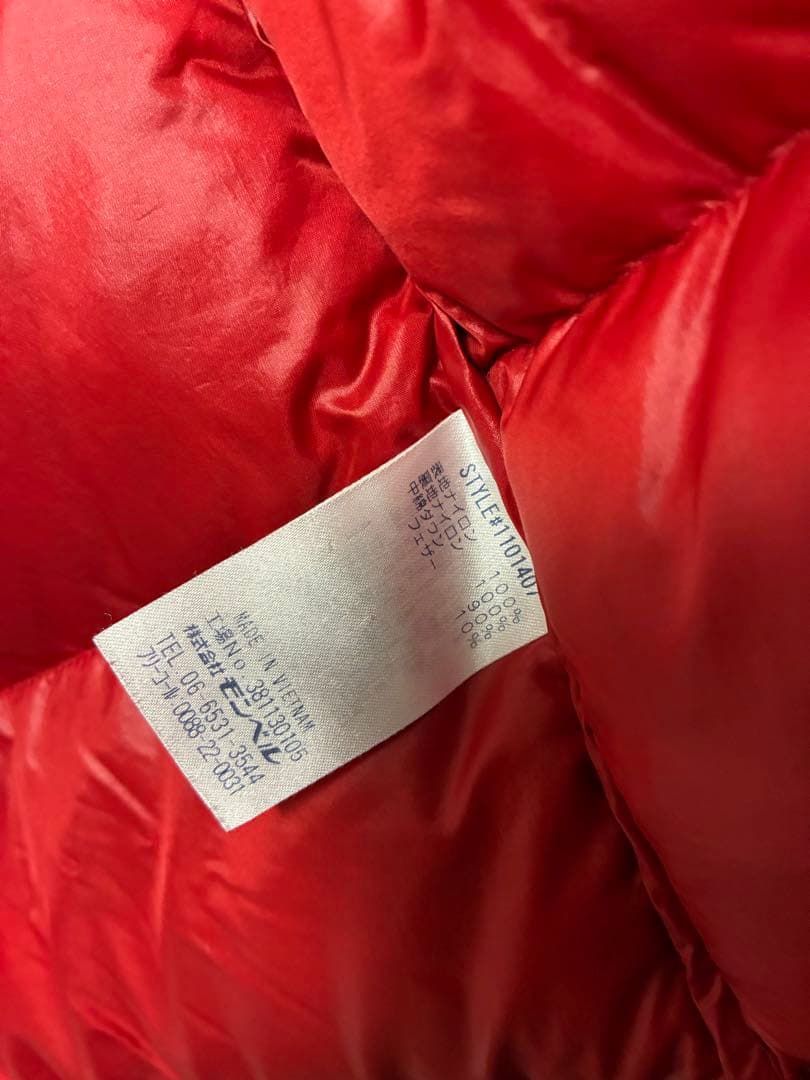 STYLE#1101407
表地ナイロン 100%
裏地ナイロン 100%
中綿ダウン 90%
フェザー 10%
MADE IN VIETNAM
工場No. 381130105
株式会社モンベル
TEL 06-6531-3544
フリーコール 0088-22-0031